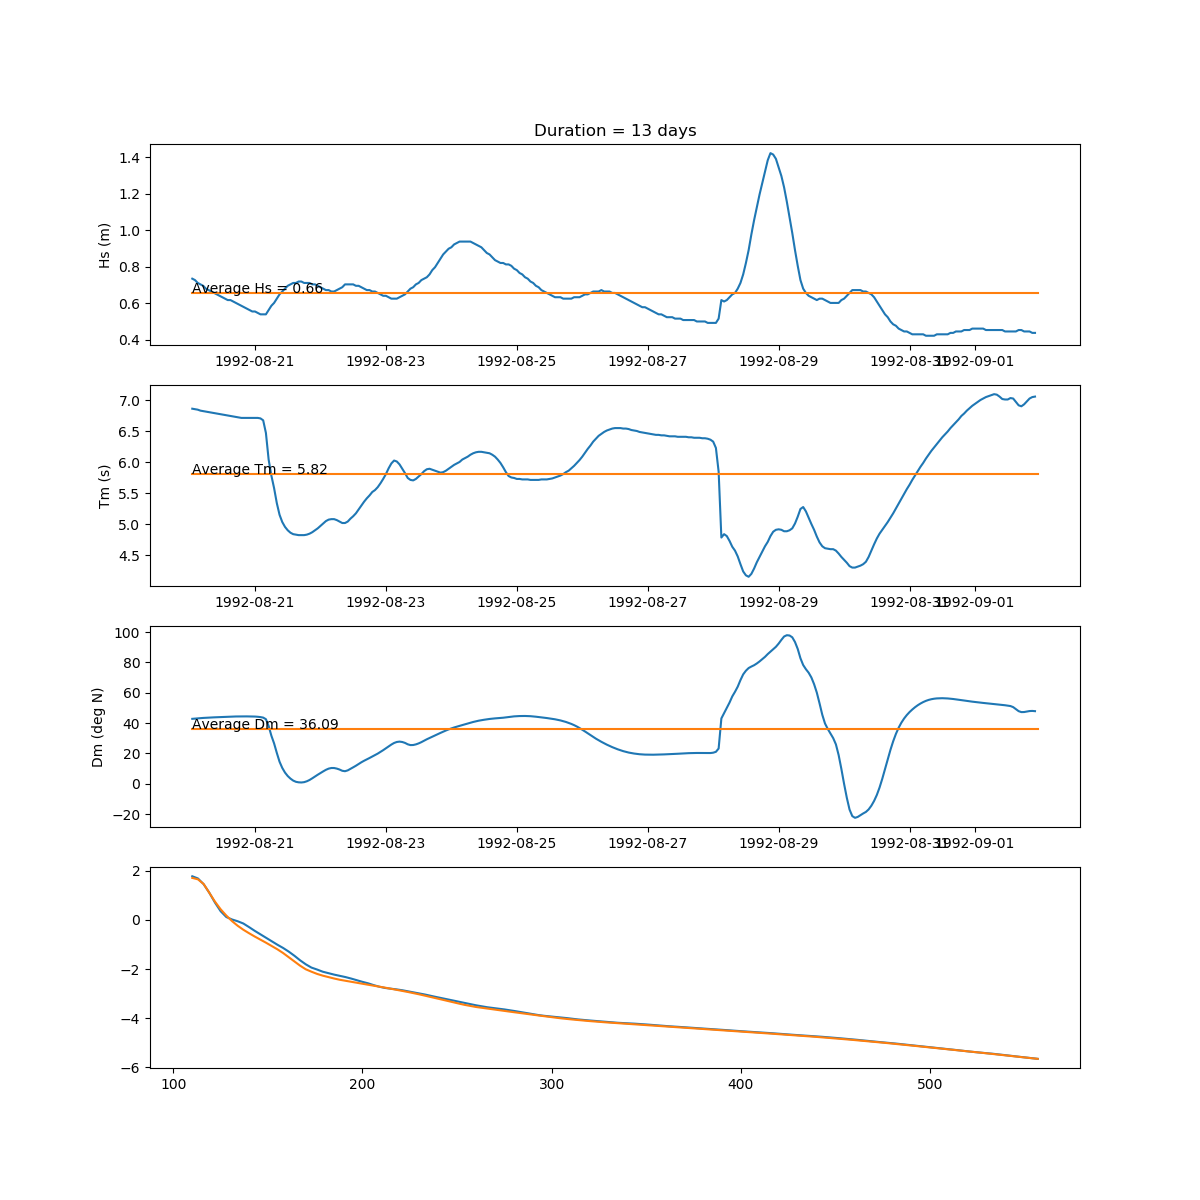 Duration = 13 days
Hs (m)
1.4
1.2
1.0
0.8
0.6
0.4
Average Hs = 0.66
1992-08-21 1992-08-23 1992-08-25 1992-08-27 1992-08-29 1992-08-31 1992-09-01
Tm (s)
7.0
6.5
6.0
5.5
5.0
4.5
Average Tm = 5.82
1992-08-21 1992-08-23 1992-08-25 1992-08-27 1992-08-29 1992-08-31 1992-09-01
Dm (deg N)
100
80
60
40
20
0
−20
Average Dm = 36.09
1992-08-21 1992-08-23 1992-08-25 1992-08-27 1992-08-29 1992-08-31 1992-09-01
2
0
−2
−4
−6
100 200 300 400 500